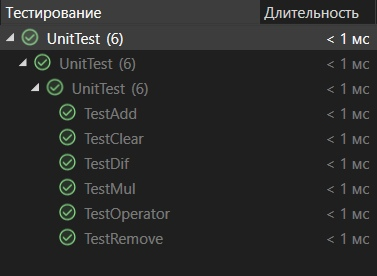 Тестирование Длительность
UnitTest (6) < 1 мс
UnitTest (6) < 1 мс
UnitTest (6) < 1 мс
TestAdd < 1 мс
TestClear < 1 мс
TestDif < 1 мс
TestMul < 1 мс
TestOperator < 1 мс
TestRemove < 1 мс